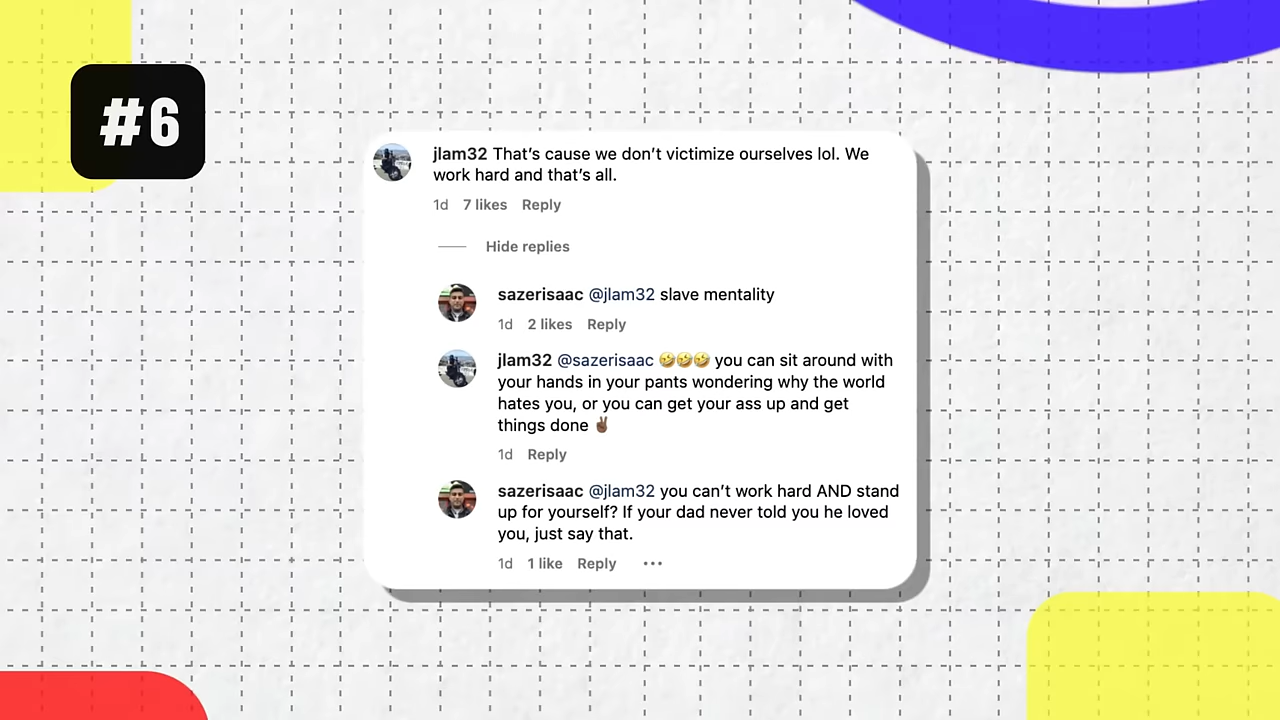 #6
jlam32 That’s cause we don’t victimize ourselves lol. We
work hard and that’s all.
1d 7 likes Reply
Hide replies
sazerisaac @jlam32 slave mentality
1d 2 likes Reply
jlam32 @sazerisaac 🤣🤣🤣 you can sit around with
your hands in your pants wondering why the world
hates you, or you can get your ass up and get
things done ✌🏾
1d Reply
sazerisaac @jlam32 you can’t work hard AND stand
up for yourself? If your dad never told you he loved
you, just say that.
1d 1 like Reply •••